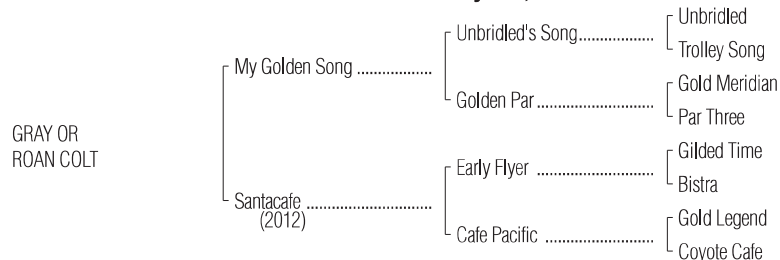 Unbridled
Unbridled's Song
Trolley Song
My Golden Song
Gold Meridian
Golden Par
Par Three
GRAY OR
ROAN COLT
Gilded Time
Early Flyer
Bistra
Santacafe
(2012)
Gold Legend
Cafe Pacific
Coyote Cafe